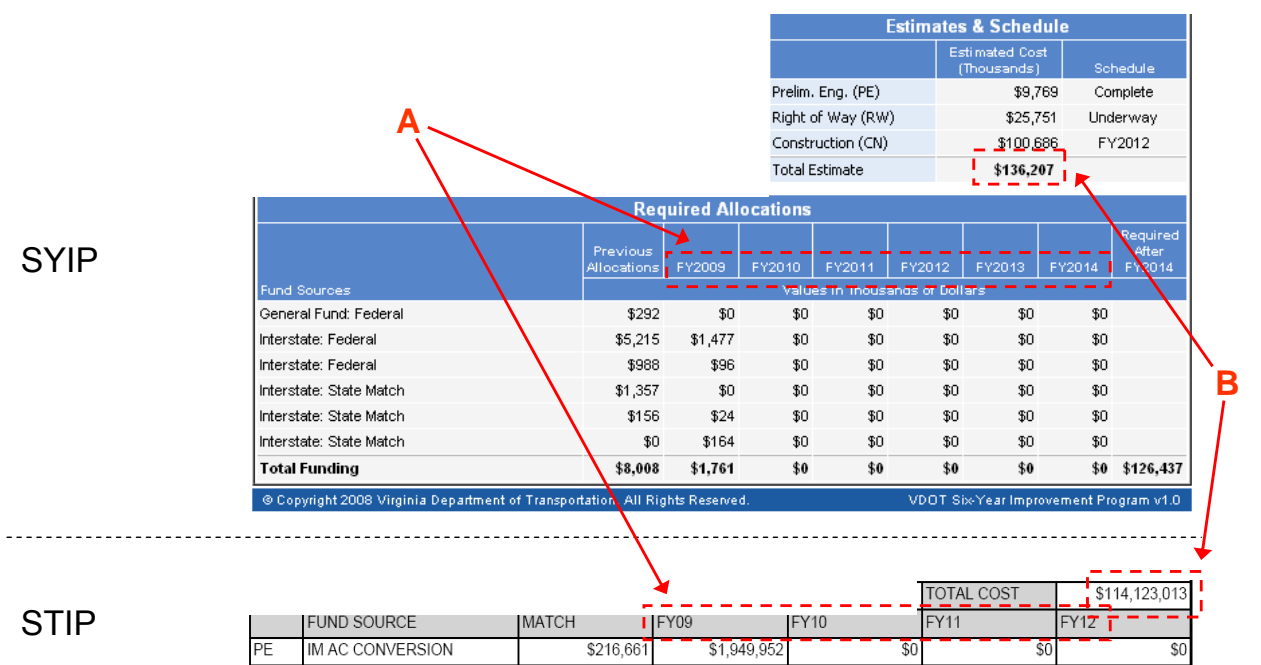 Estimates & Schedule
Estimated Cost (Thousands) Schedule
Prelim. Eng. (PE) $9,769 Complete
Right of Way (RW) $25,751 Underway
Construction (CN) $100,686 FY2012
Total Estimate $136,207
A
SYIP
Required Allocations
Fund Sources Previous Allocations FY2009 FY2010 FY2011 FY2012 FY2013 FY2014 Required After FY2014
Values in Thousands of Dollars
General Fund: Federal $292 $0 $0 $0 $0 $0 $0
Interstate: Federal $5,215 $1,477 $0 $0 $0 $0 $0
Interstate: Federal $988 $96 $0 $0 $0 $0 $0
Interstate: State Match $1,357 $0 $0 $0 $0 $0 $0
Interstate: State Match $156 $24 $0 $0 $0 $0 $0
Interstate: State Match $0 $164 $0 $0 $0 $0 $0
Total Funding $8,008 $1,761 $0 $0 $0 $0 $0 $126,437
B
© Copyright 2008 Virginia Department of Transportation. All Rights Reserved. VDOT Six-Year Improvement Program v1.0
STIP
TOTAL COST $114,123,013
FUND SOURCE MATCH FY09 FY10 FY11 FY12
PE IM AC CONVERSION $216,661 $1,949,952 $0 $0 $0